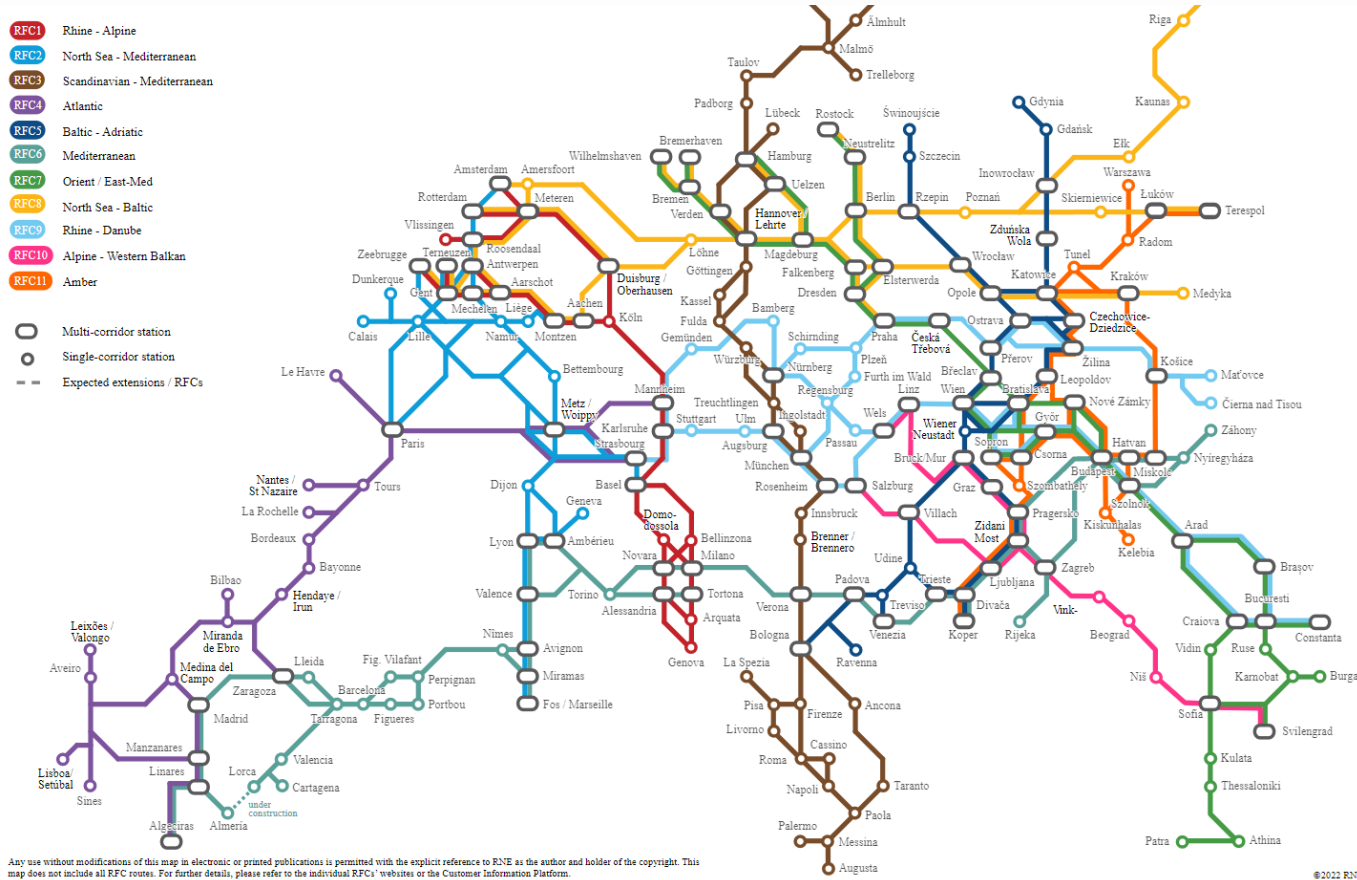 RFC1 Rhine - Alpine
RFC2 North Sea - Mediterranean
RFC3 Scandinavian - Mediterranean
RFC4 Atlantic
RFC5 Baltic - Adriatic
RFC6 Mediterranean
RFC7 Orient / East-Med
RFC8 North Sea - Baltic
RFC9 Rhine - Danube
RFC10 Alpine - Western Balkan
RFC11 Amber
Multi-corridor station
Single-corridor station
Expected extensions / RFCs
Älmhult
Malmö
Trelleborg
Taulov
Padborg
Lübeck
Hamburg
Uelzen
Bremerhaven
Wilhelmshaven
Bremen
Verden
Hannover/
Lehrte
Magdeburg
Rostock
Neustrelitz
Berlin
Świnoujście
Szczecin
Rzepin
Poznań
Gdynia
Gdańsk
Inowrocław
Riga
Kaunas
Ełk
Warszawa
Skierniewice
Łuków
Terespol
Radom
Zduńska
Wola
Tunel
Katowice
Kraków
Medyka
Wrocław
Opole
Elsterwerda
Falkenberg
Dresden
Czechowice-
Dziedzice
Ostrava
Česká
Třebová
Praha
Přerov
Žilina
Košice
Maťovce
Čierna nad Tisou
Břeclav
Leopoldov
Bratislava
Nové Zámky
Wien
Linz
Wels
Wiener
Neustadt
Sopron
Györ
Csorna
Hatvan
Budapest
Miskolc
Záhony
Nyíregyháza
Szolnok
Szombathely
Kiskunhalas
Kelebia
Bruck/Mur
Graz
Pragersko
Zidani
Most
Villach
Salzburg
Rosenheim
Passau
Plzeň
Furth im Wald
Schirnding
Regensburg
Nürnberg
Bamberg
Gemünden
Würzburg
Fulda
Kassel
Göttingen
Löhne
Treuchtlingen
Ingolstadt
Augsburg
München
Ulm
Stuttgart
Mannheim
Karlsruhe
Strasbourg
Basel
Amsterdam
Amersfoort
Rotterdam
Meteren
Vlissingen
Roosendaal
Zeebrugge
Terneuzen
Antwerpen
Dunkerque
Gent
Mechelen
Aarschot
Liège
Aachen
Duisburg /
Oberhausen
Köln
Montzen
Namur
Lille
Calais
Bettembourg
Metz /
Woippy
Le Havre
Paris
Nantes /
St Nazaire
Tours
La Rochelle
Bordeaux
Bayonne
Hendaye /
Irun
Bilbao
Miranda
de Ebro
Leixões /
Valongo
Aveiro
Medina del
Campo
Madrid
Manzanares
Linares
Lisboa/
Setúbal
Sines
Algeciras
Almería
under
construction
Lorca
Cartagena
Valencia
Zaragoza
Lleida
Tarragona
Barcelona
Fig. Vilafant
Figueres
Perpignan
Portbou
Nîmes
Avignon
Miramas
Fos / Marseille
Dijon
Geneva
Lyon
Ambérieu
Valence
Torino
Domo-
dossola
Bellinzona
Novara
Milano
Alessandria
Tortona
Arquata
Genova
Innsbruck
Brenner /
Brennero
Verona
Padova
Udine
Treviso
Trieste
Venezia
Bologna
Ravenna
Koper
Divača
Ljubljana
Zagreb
Rijeka
Vink-
Beograd
Niš
Sofia
Svilengrad
Arad
Brașov
Bucuresti
Craiova
Constanta
Vidin
Ruse
Karnobat
Burga
Kulata
Thessaloniki
Patra
Athina
La Spezia
Pisa
Livorno
Firenze
Ancona
Roma
Cassino
Napoli
Taranto
Paola
Palermo
Messina
Augusta
Any use without modifications of this map in electronic or printed publications is permitted with the explicit reference to RNE as the author and holder of the copyright. This
map does not include all RFC routes. For further details, please refer to the individual RFCs' websites or the Customer Information Platform.
©2022 RN